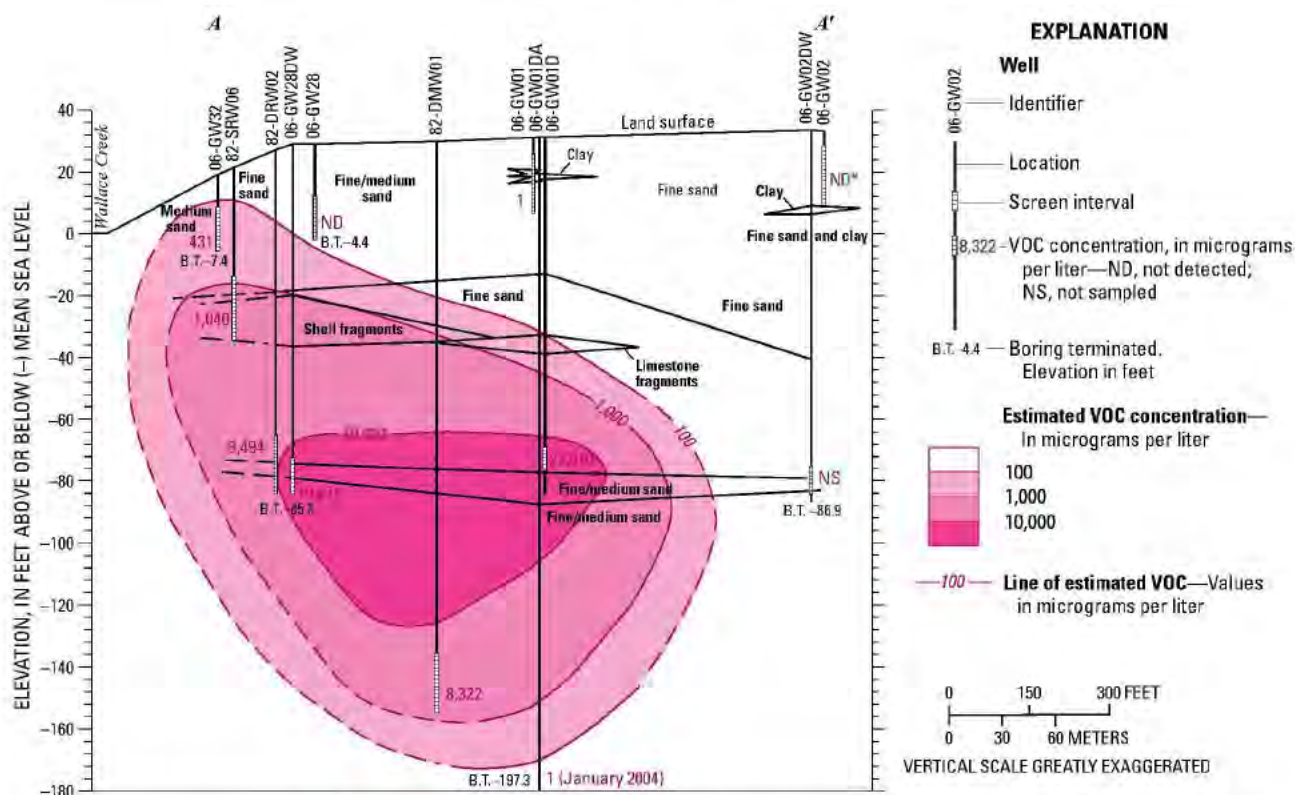 A
A′
06-GW32
82-SRW06
82-DRW02
06-GW28DW
06-GW28
82-DMW01
06-GW01
06-GW01DA
06-GW01D
06-GW02DW
06-GW02
ELEVATION, IN FEET ABOVE OR BELOW (–) MEAN SEA LEVEL
40
20
0
–20
–40
–60
–80
–100
–120
–140
–160
–180
Wallace Creek
Land surface
Fine
sand
Medium
sand
431
B.T.–7.4
Fine/medium
sand
ND
B.T.–4.4
Clay
1
Fine sand
ND*
Clay
Fine sand and clay
Fine sand
Fine sand
1,040
Shell fragments
Limestone
fragments
1,000
100
NS
Fine/medium sand
Fine/medium sand
B.T.–86.9
8,322
B.T.–197.3
1 (January 2004)
EXPLANATION
Well
06-GW02
Identifier
Location
Screen interval
8,322
VOC concentration, in micrograms
per liter—ND, not detected;
NS, not sampled
B.T. –4.4
Boring terminated.
Elevation in feet
Estimated VOC concentration—
In micrograms per liter
100
1,000
10,000
100
Line of estimated VOC—Values
in micrograms per liter
0 150 300 FEET
0 30 60 METERS
VERTICAL SCALE GREATLY EXAGGERATED